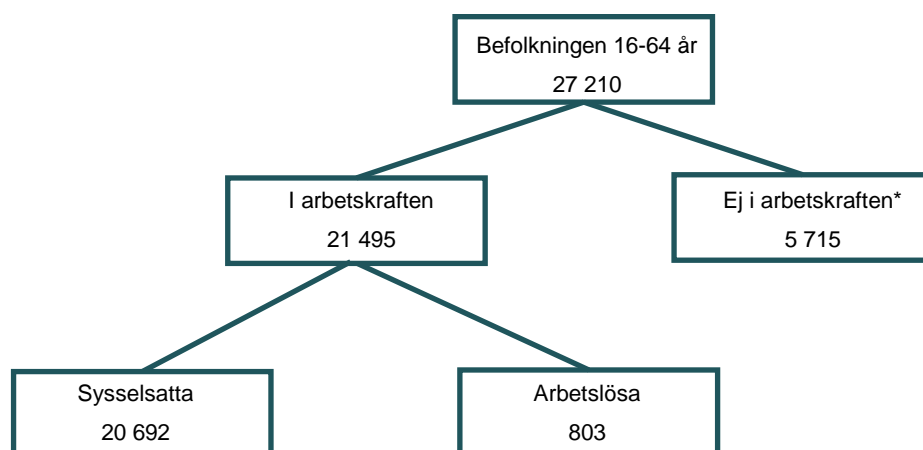 Befolkningen 16-64 år
27 210
I arbetskraften
21 495
Ej i arbetskraften*
5 715
Sysselsatta
20 692
Arbetslösa
803